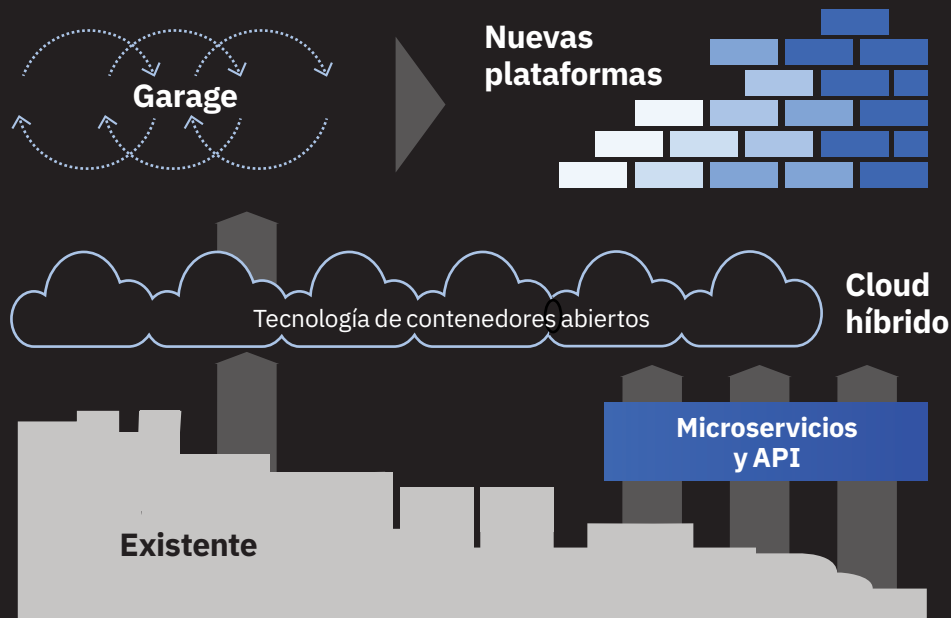 Garage
Nuevas
plataformas
Tecnología de contenedores abiertos
Cloud
híbrido
Microservicios
y API
Existente